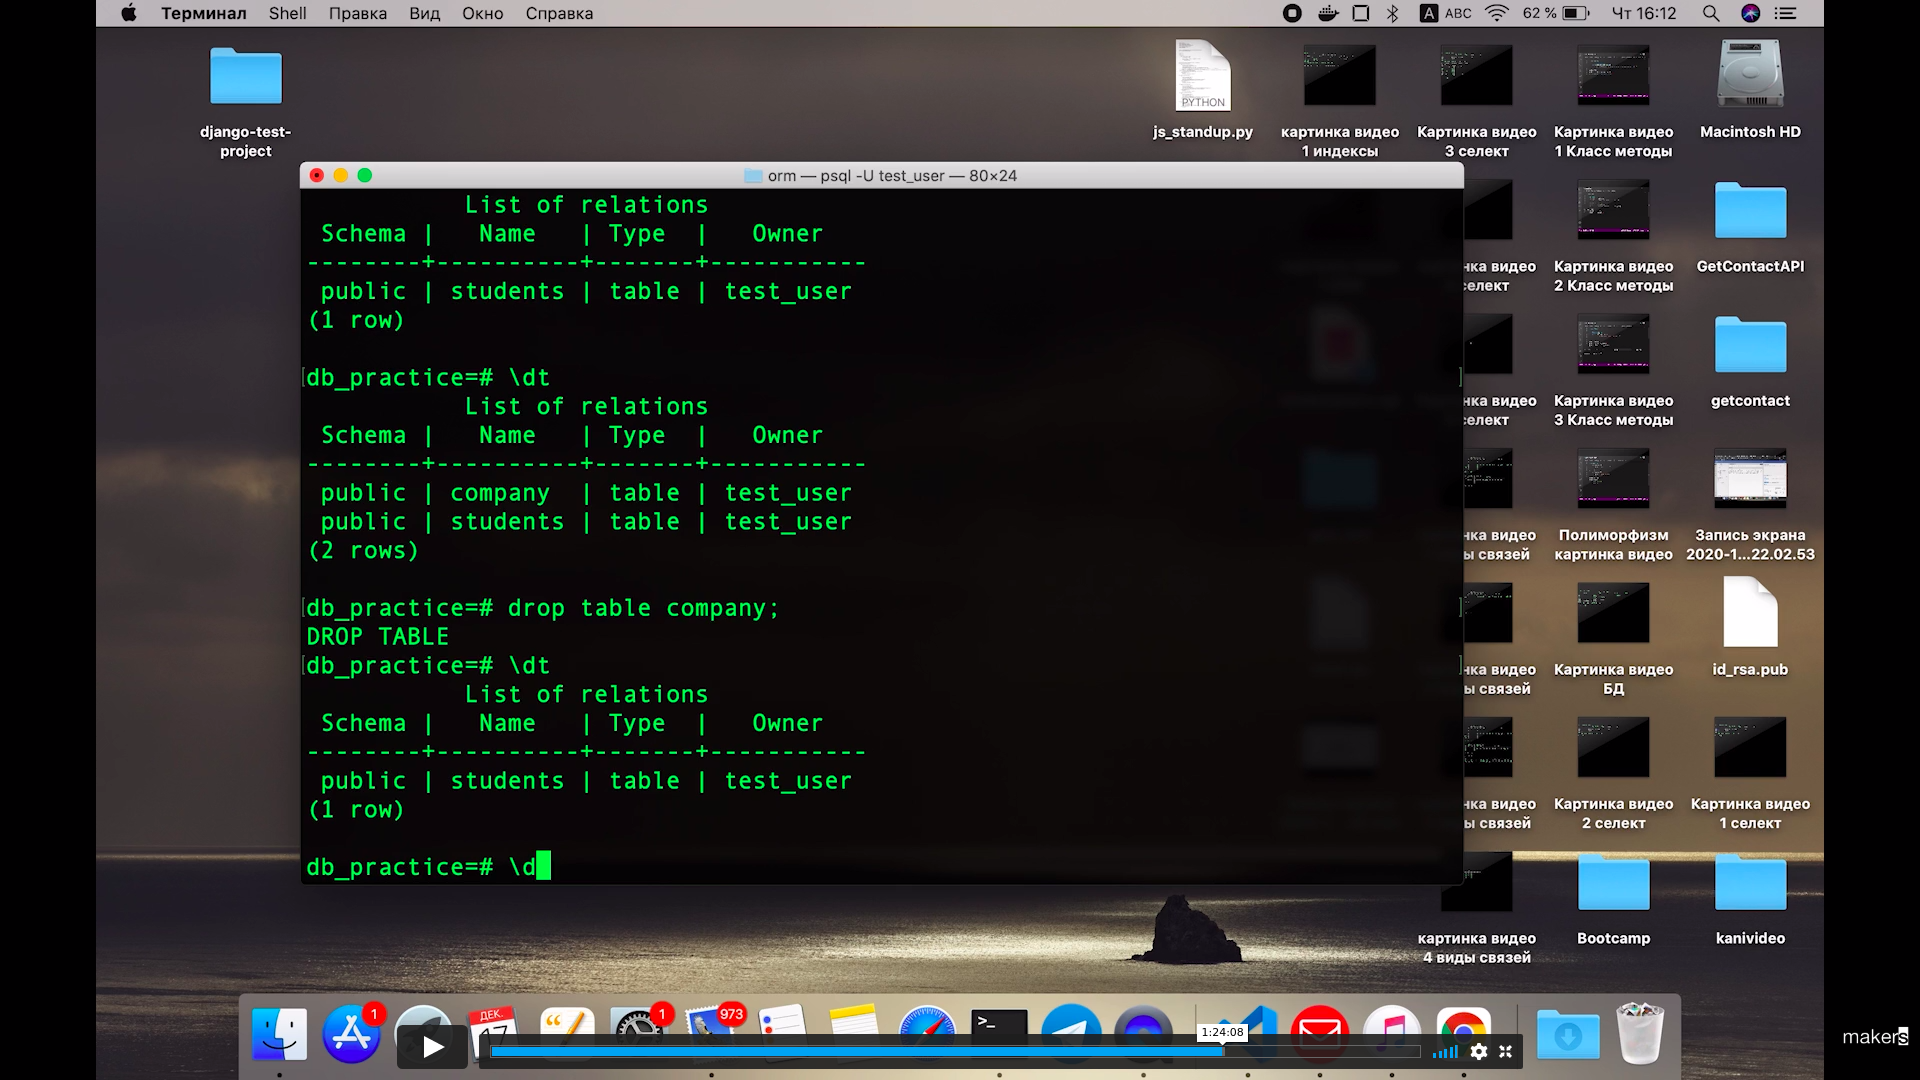 Терминал Shell Правка Вид Окно Справка
A ABC 62 % Чт 16:12
django-test-
project
PYTHON
js_standup.py
картинка видео
1 индексы
Картинка видео
3 селект
Картинка видео
1 Класс методы
Macintosh HD
orm — psql -U test_user — 80×24
List of relations
Schema | Name | Type | Owner
--------+----------+-------+-----------
public | students | table | test_user
(1 row)
[db_practice=# \dt ]
List of relations
Schema | Name | Type | Owner
--------+----------+-------+-----------
public | company | table | test_user
public | students | table | test_user
(2 rows)
[db_practice=# drop table company; ]
DROP TABLE
[db_practice=# \dt ]
List of relations
Schema | Name | Type | Owner
--------+----------+-------+-----------
public | students | table | test_user
(1 row)
db_practice=# \d
нка видео
селект
Картинка видео
2 Класс методы
GetContactAPI
нка видео
селект
Картинка видео
3 Класс методы
getcontact
нка видео
ы связей
Полиморфизм
картинка видео
Запись экрана
2020-1...22.02.53
нка видео
ы связей
Картинка видео
БД
id_rsa.pub
нка видео
ы связей
Картинка видео
2 селект
Картинка видео
1 селект
картинка видео
4 виды связей
Bootcamp
kanivideo
1
ДЕК.
17
1
973
1:24:08
makers